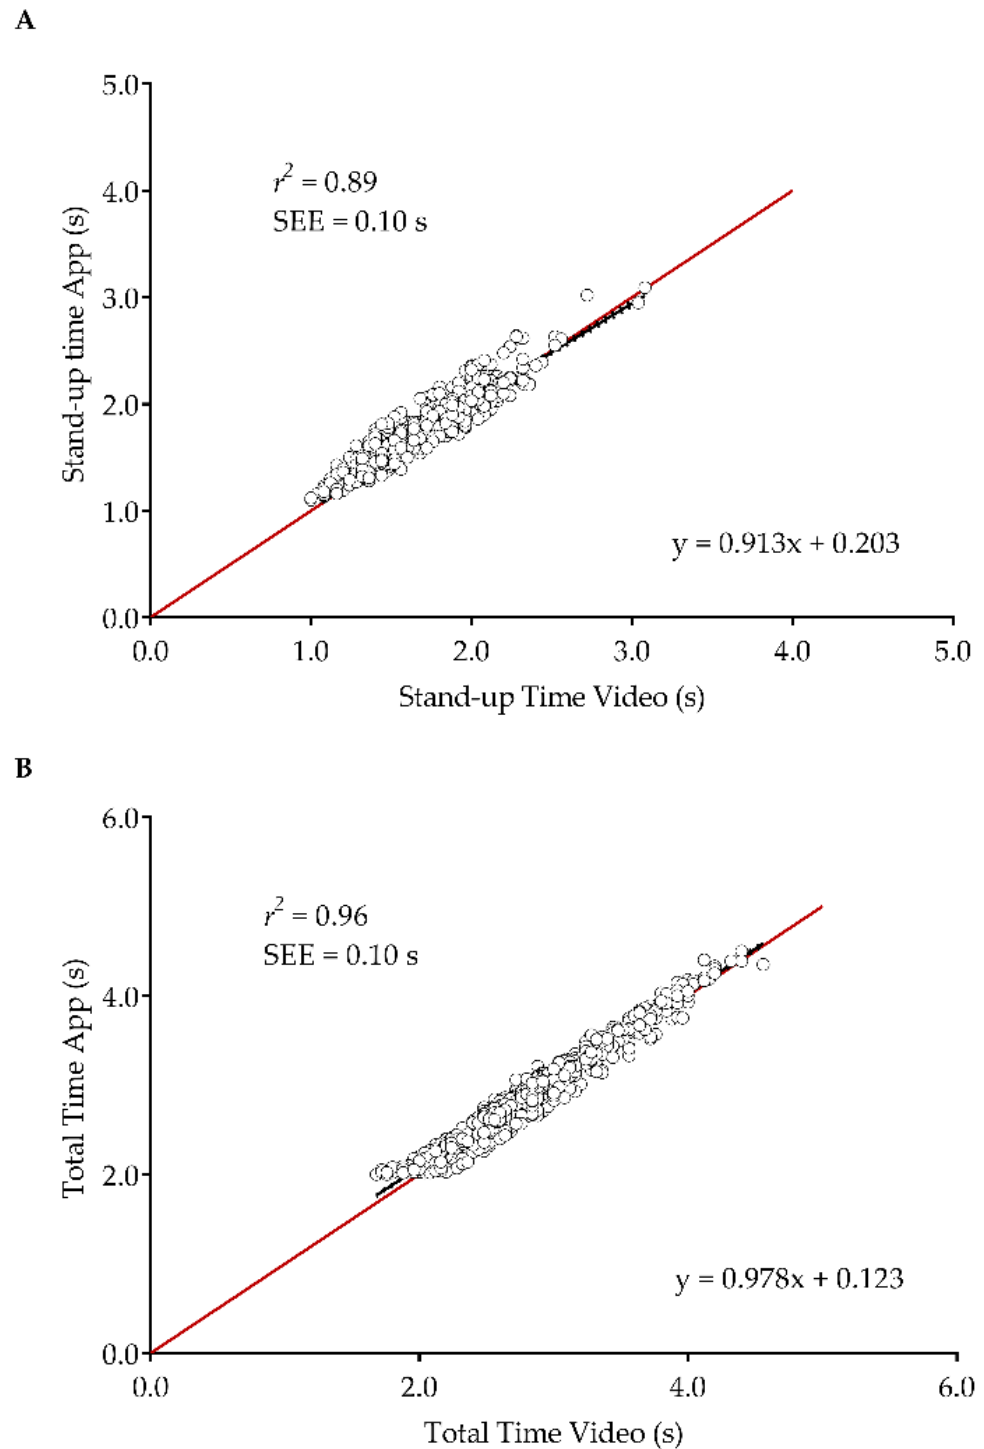 A
5.0
r² = 0.89
4.0
SEE = 0.10 s
Stand-up time App (s)
3.0
2.0
1.0
y = 0.913x + 0.203
0.0
0.0 1.0 2.0 3.0 4.0 5.0
Stand-up Time Video (s)
B
6.0
r² = 0.96
SEE = 0.10 s
4.0
Total Time App (s)
2.0
y = 0.978x + 0.123
0.0
0.0 2.0 4.0 6.0
Total Time Video (s)